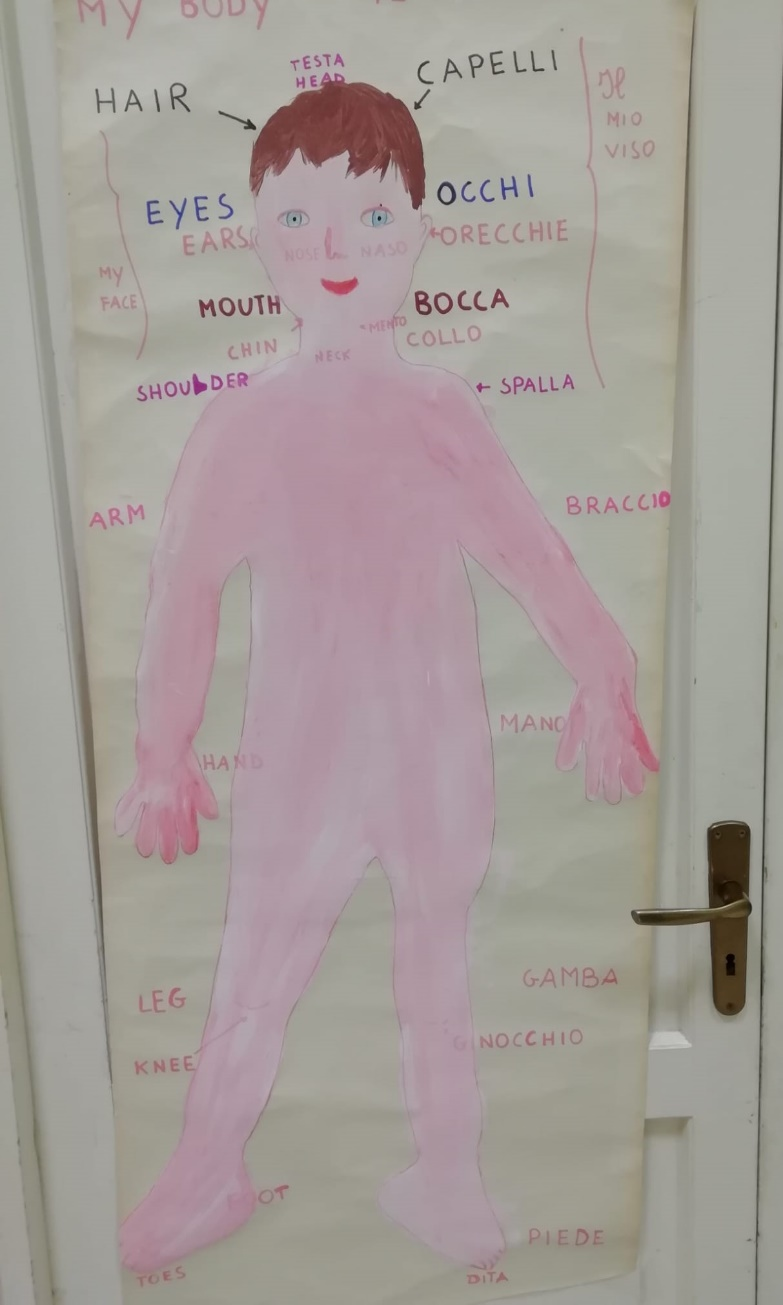 MY BODY
TESTA
HEAD
HAIR
CAPELLI
Il
MIO
VISO
EYES
OCCHI
EARS
NOSE
NASO
ORECCHIE
MY
FACE
MOUTH
BOCCA
MENTO
CHIN
NECK
COLLO
SHOULDER
SPALLA
ARM
BRACCIO
HAND
MANO
LEG
GAMBA
KNEE
GINOCCHIO
FOOT
PIEDE
TOES
DITA